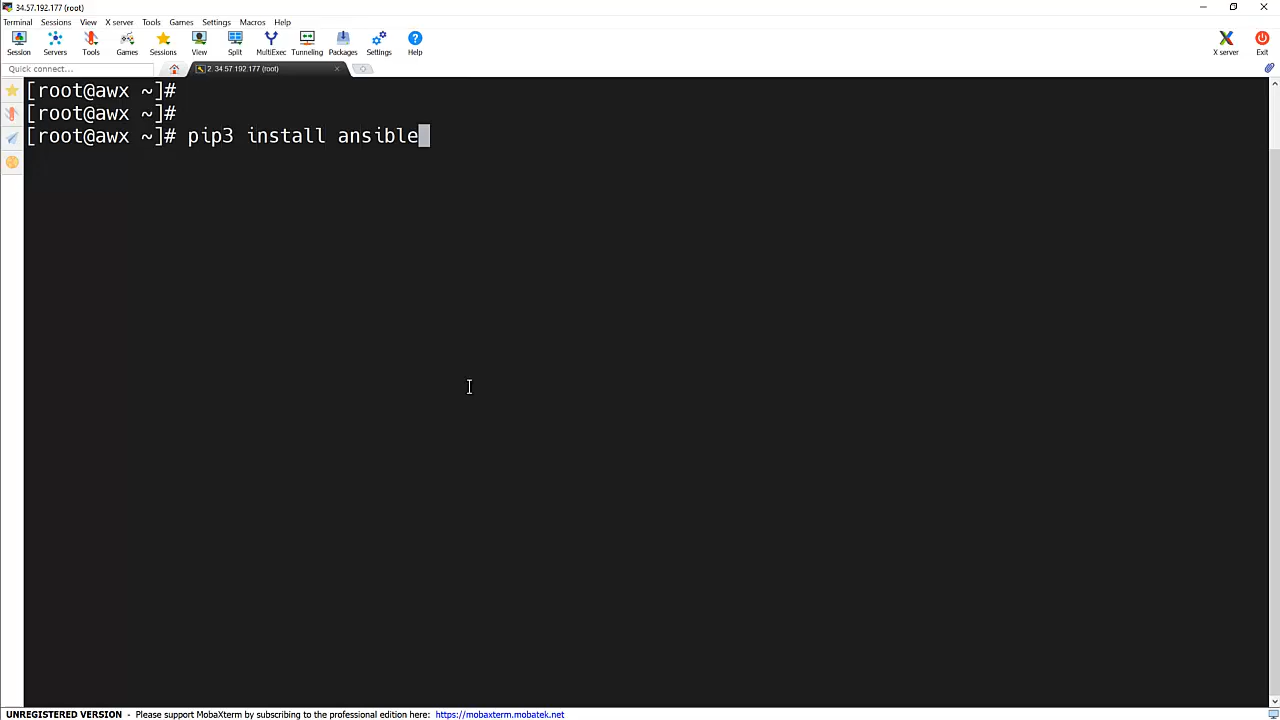 34.57.192.177 (root)
Terminal Sessions View X server Tools Games Settings Macros Help
Session Servers Tools Games Sessions View Split MultiExec Tunneling Packages Settings Help X server Exit
Quick connect... 2. 34.57.192.177 (root)
[root@awx ~]#
[root@awx ~]#
[root@awx ~]# pip3 install ansible
UNREGISTERED VERSION - Please support MobaXterm by subscribing to the professional edition here: https://mobaxterm.mobatek.net